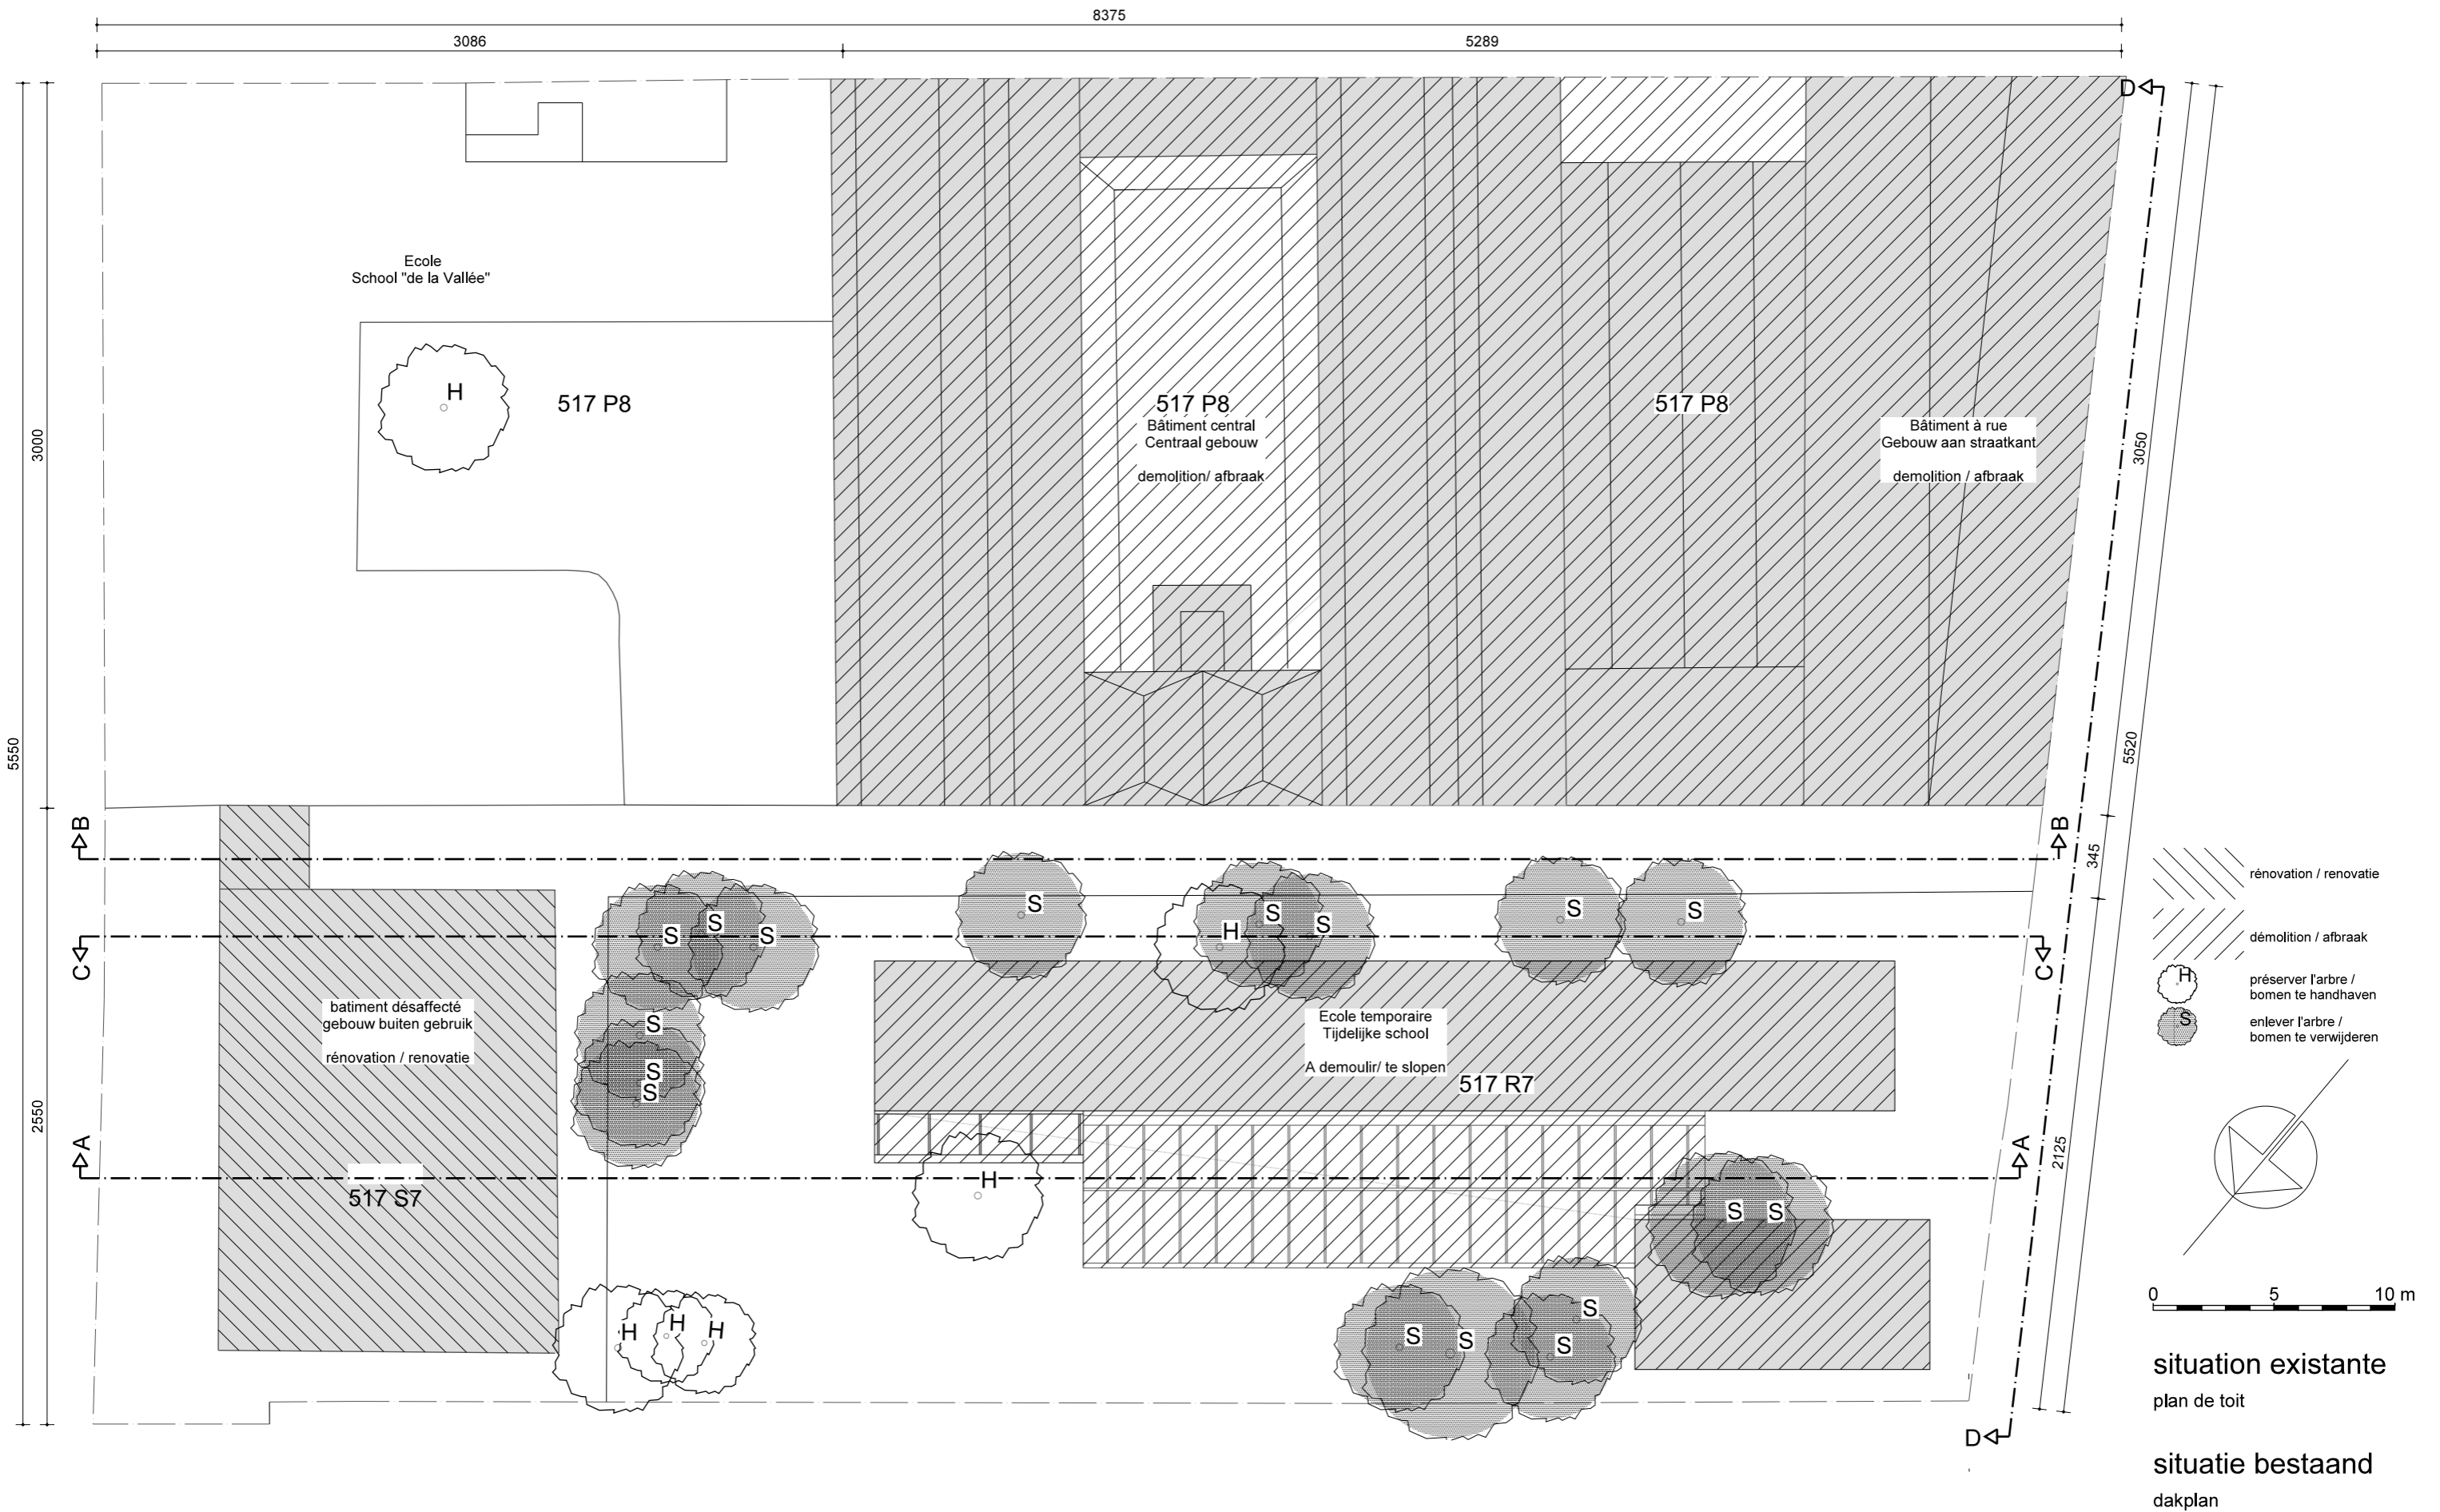 8375
3086
5289
D
Ecole
School "de la Vallée"
H
517 P8
517 P8
Bâtiment central
Centraal gebouw
demolition/ afbraak
517 P8
Bâtiment à rue
Gebouw aan straatkant
demolition / afbraak
3000
3050
5550
5520
B
B
345
S
S
S
S
H
S
S
S
S
C
C
batiment désaffecté
gebouw buiten gebruik
rénovation / renovatie
S
S
S
Ecole temporaire
Tijdelijke school
A demoulir/ te slopen
517 R7
2550
A
A
2125
517 S7
H
S
S
H
H
H
S
S
S
S
D
rénovation / renovatie
démolition / afbraak
H
préserver l'arbre /
bomen te handhaven
S
enlever l'arbre /
bomen te verwijderen
0 5 10 m
situation existante
plan de toit
situatie bestaand
dakplan